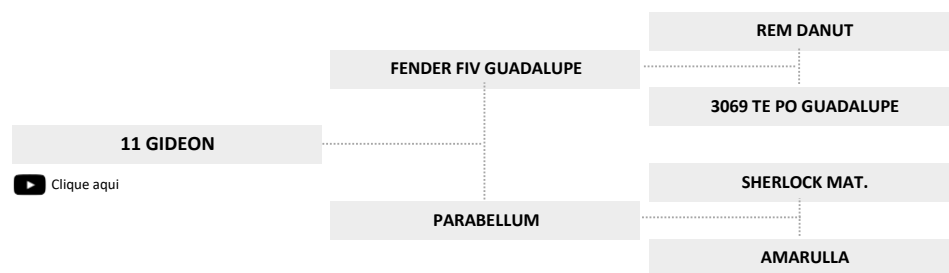 REM DANUT
FENDER FIV GUADALUPE
3069 TE PO GUADALUPE
11 GIDEON
Clique aqui
SHERLOCK MAT.
PARABELLUM
AMARULLA